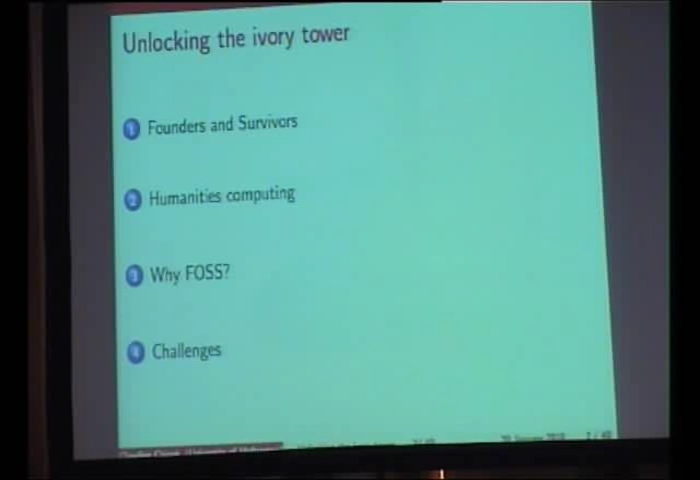 Unlocking the ivory tower
1 Founders and Survivors
2 Humanities computing
3 Why FOSS?
4 Challenges